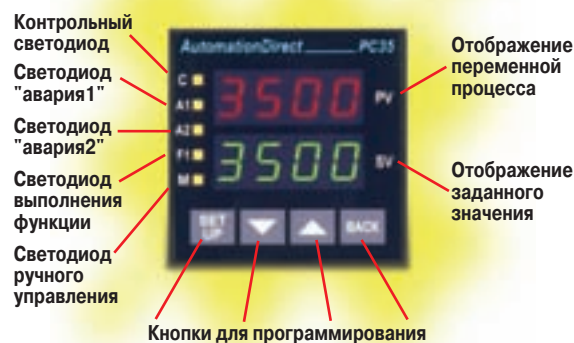 Контрольный
светодиод
Светодиод
"авария1"
Светодиод
"авария2"
Светодиод
выполнения
функции
Светодиод
ручного
управления
AutomationDirect PC35
C
A1
A2
F1
M
3500 PV
3500 SV
SET
UP
BACK
Отображение
переменной
процесса
Отображение
заданного
значения
Кнопки для программирования